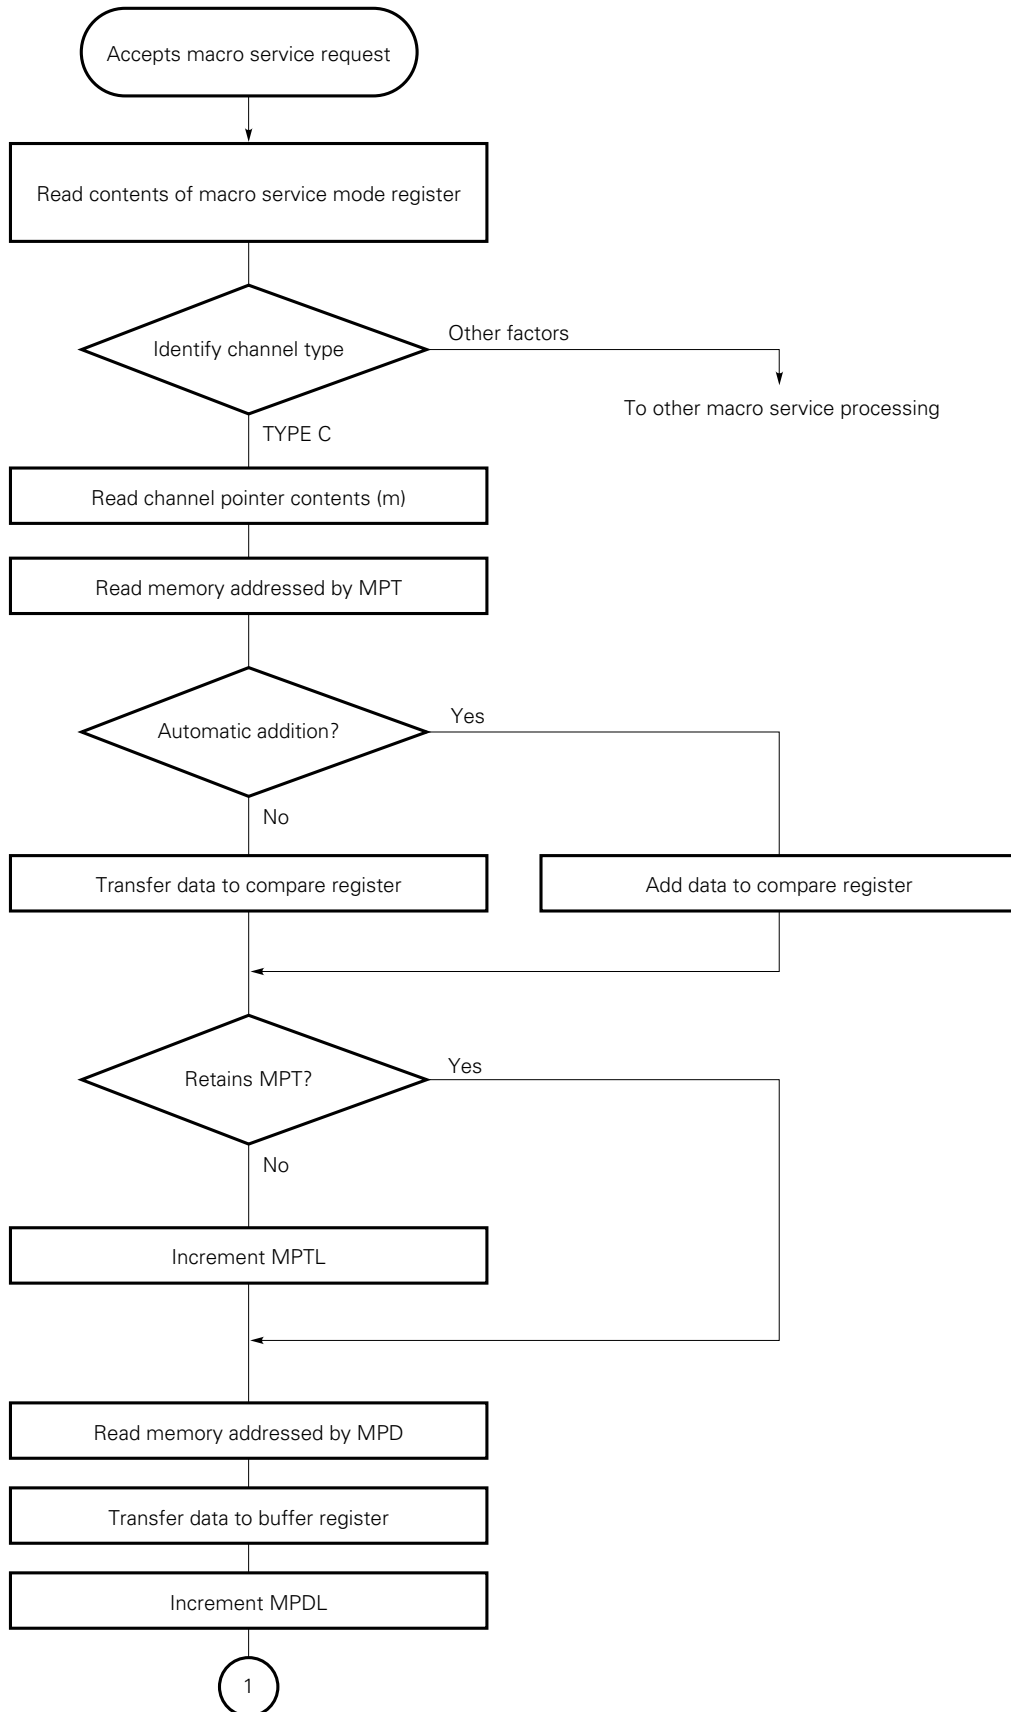 Accepts macro service request
Read contents of macro service mode register
Identify channel type
Other factors
To other macro service processing
TYPE C
Read channel pointer contents (m)
Read memory addressed by MPT
Automatic addition?
Yes
No
Transfer data to compare register
Add data to compare register
Retains MPT?
Yes
No
Increment MPTL
Read memory addressed by MPD
Transfer data to buffer register
Increment MPDL
1